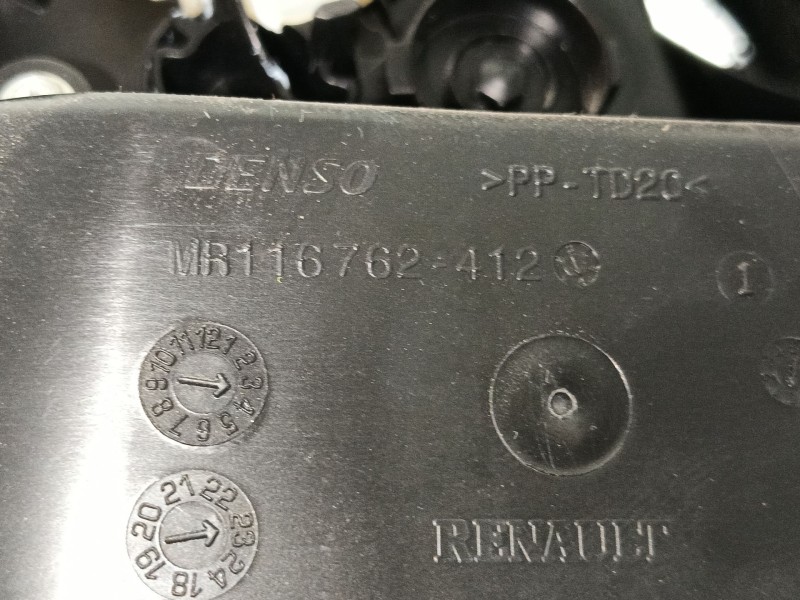 DENSO
>PP-TD20<
MR116762-412
1
1 2 3 4 5 6 7 8 9 10 11 12
18 19 20 21 22 23 24
RENAULT